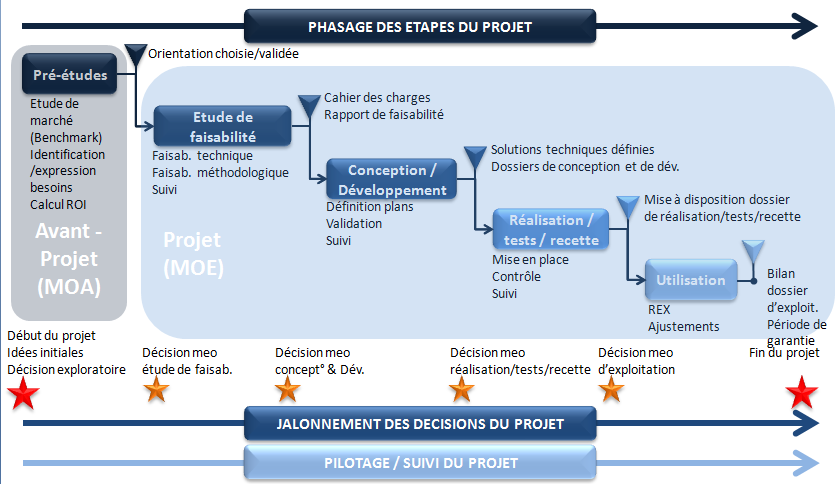 PHASAGE DES ETAPES DU PROJET
Orientation choisie/validée
Pré-études
Etude de
marché
(Benchmark)
Identification
/expression
besoins
Calcul ROI
Avant -
Projet
(MOA)
Cahier des charges
Rapport de faisabilité
Etude de
faisabilité
Faisab. technique
Faisab. méthodologique
Suivi
Projet
(MOE)
Solutions techniques définies
Dossiers de conception et de dév.
Conception /
Développement
Définition plans
Validation
Suivi
Mise à disposition dossier
de réalisation/tests/recette
Réalisation /
tests / recette
Mise en place
Contrôle
Suivi
Utilisation
REX
Ajustements
Bilan
dossier
d’exploit.
Période de
garantie
Début du projet
Idées initiales
Décision exploratoire
Décision meo
étude de faisab.
Décision meo
concept° & Dév.
Décision meo
réalisation/tests/recette
Décision meo
d’exploitation
Fin du projet
JALONNEMENT DES DECISIONS DU PROJET
PILOTAGE / SUIVI DU PROJET